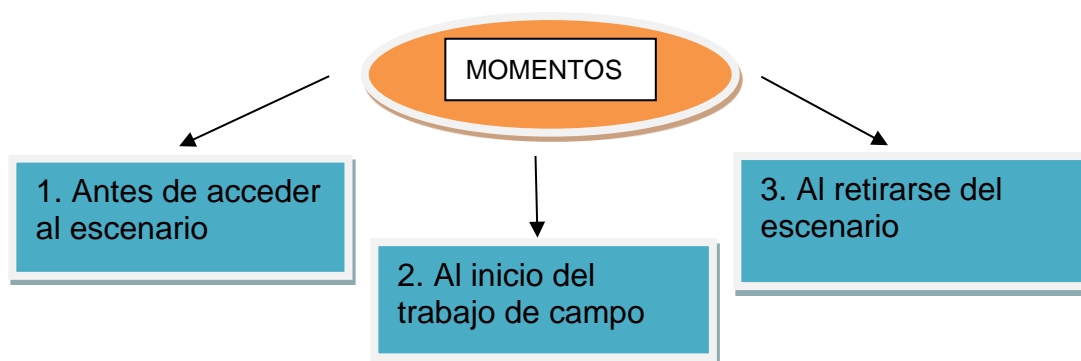 MOMENTOS
1. Antes de acceder
al escenario
2. Al inicio del
trabajo de campo
3. Al retirarse del
escenario